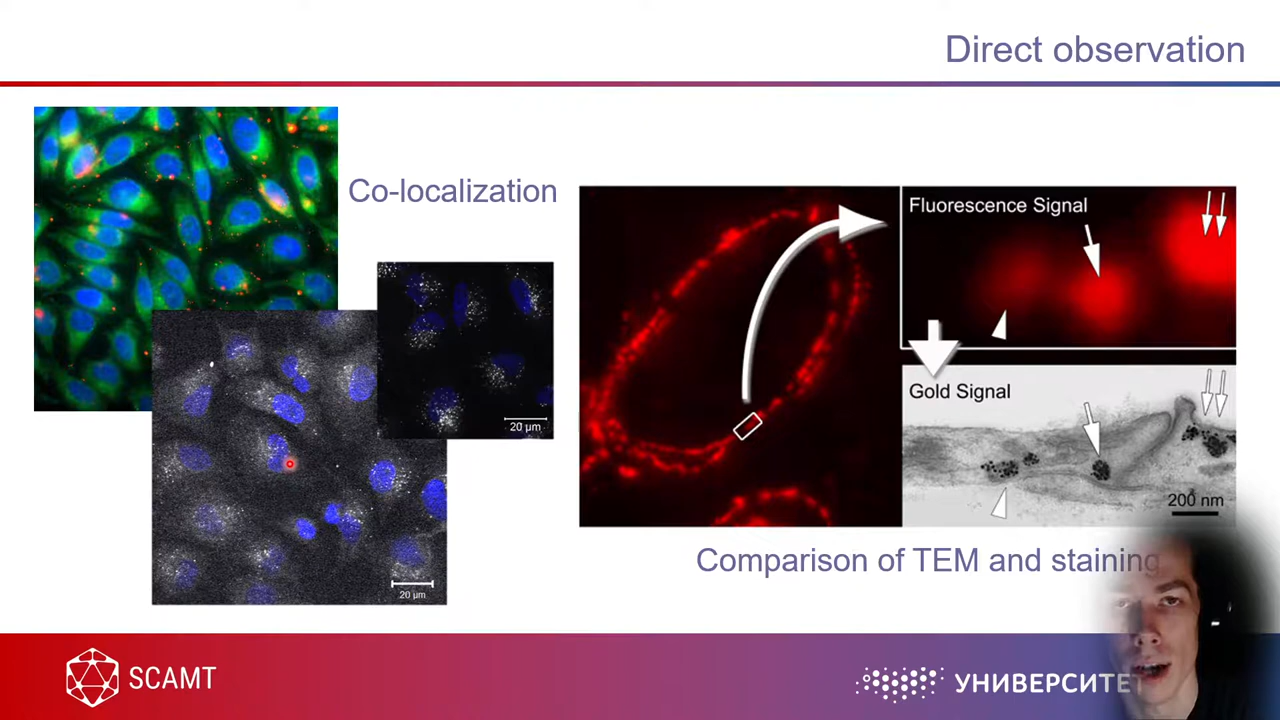 Direct observation
Co-localization
20 µm
20 µm
Fluorescence Signal
Gold Signal
200 nm
Comparison of TEM and staining
SCAMT
УНИВЕРСИТЕТ